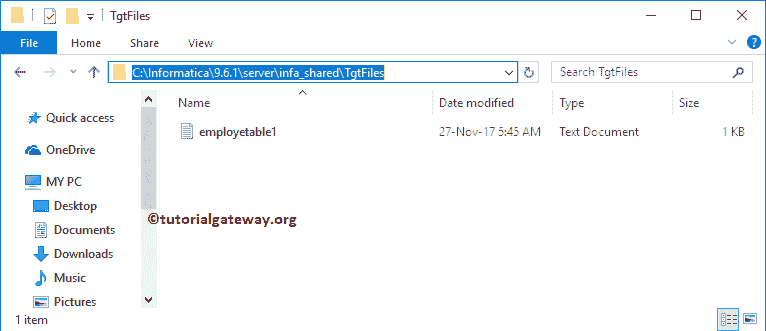 TgtFiles
File Home Share View
C:\Informatica\9.6.1\server\infa_shared\TgtFiles Search TgtFiles
Name Date modified Type Size
Quick access
employetable1 27-Nov-17 5:45 AM Text Document 1 KB
OneDrive
MY PC
Desktop
©tutorialgateway.org
Documents
Downloads
Music
Pictures
1 item